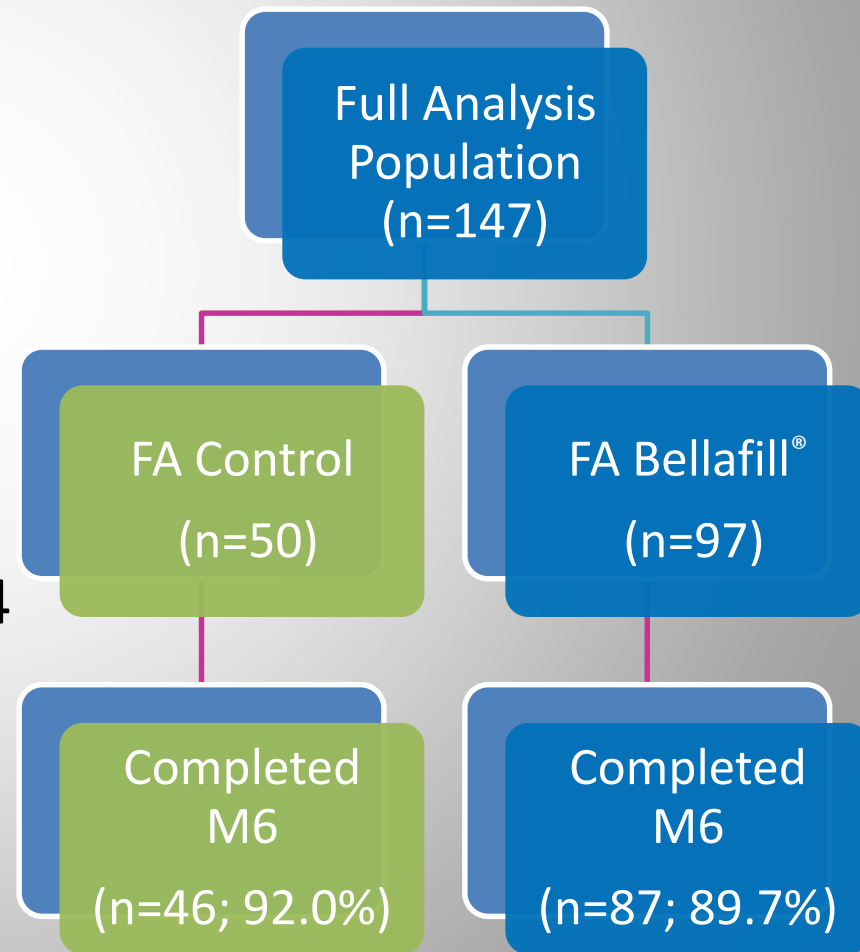 Full Analysis
Population
(n=147)
FA Control
(n=50)
FA Bellafill®
(n=97)
4
Completed
M6
(n=46; 92.0%)
Completed
M6
(n=87; 89.7%)